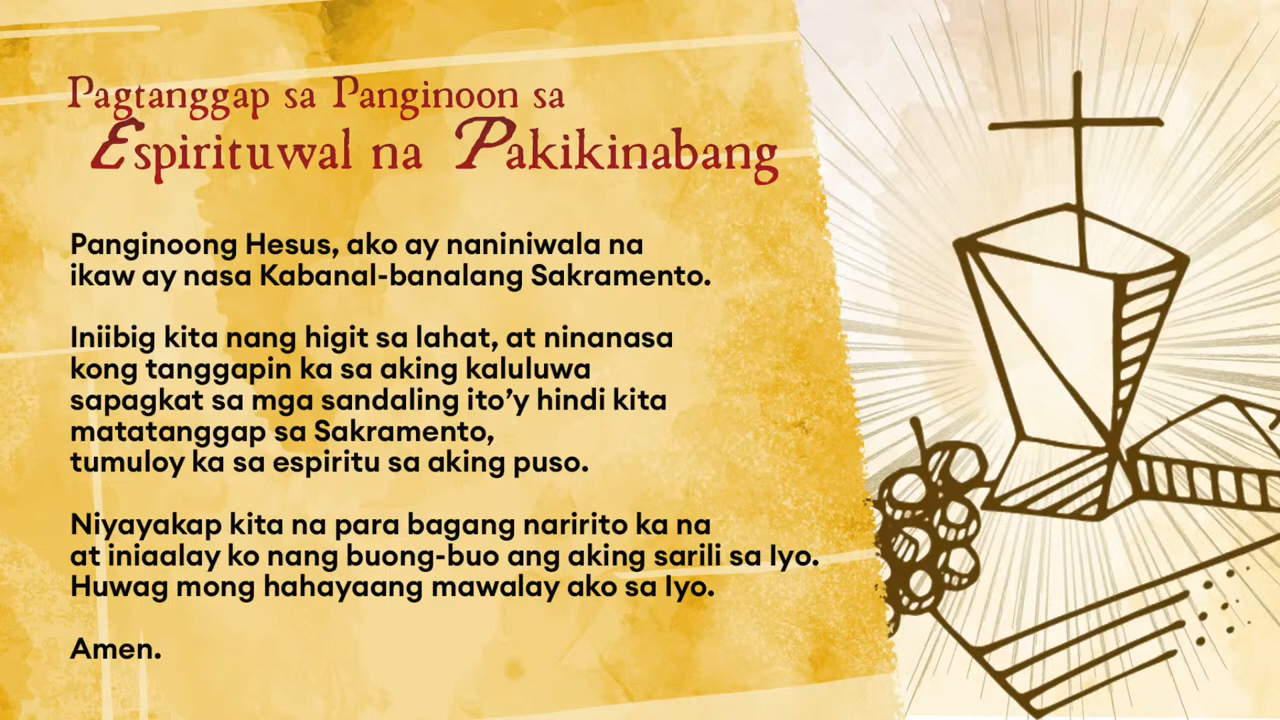 Pagtanggap sa Panginoon sa
Espirituwal na Pakikinabang
Panginoong Hesus, ako ay naniniwala na
ikaw ay nasa Kabanal-banalang Sakramento.
Iniibig kita nang higit sa lahat, at ninanasa
kong tanggapin ka sa aking kaluluwa
sapagkat sa mga sandaling ito’y hindi kita
matatanggap sa Sakramento,
tumuloy ka sa espiritu sa aking puso.
Niyayakap kita na para bagang naririto ka na
at iniaalay ko nang buong-buo ang aking sarili sa Iyo.
Huwag mong hahayaang mawalay ako sa Iyo.
Amen.